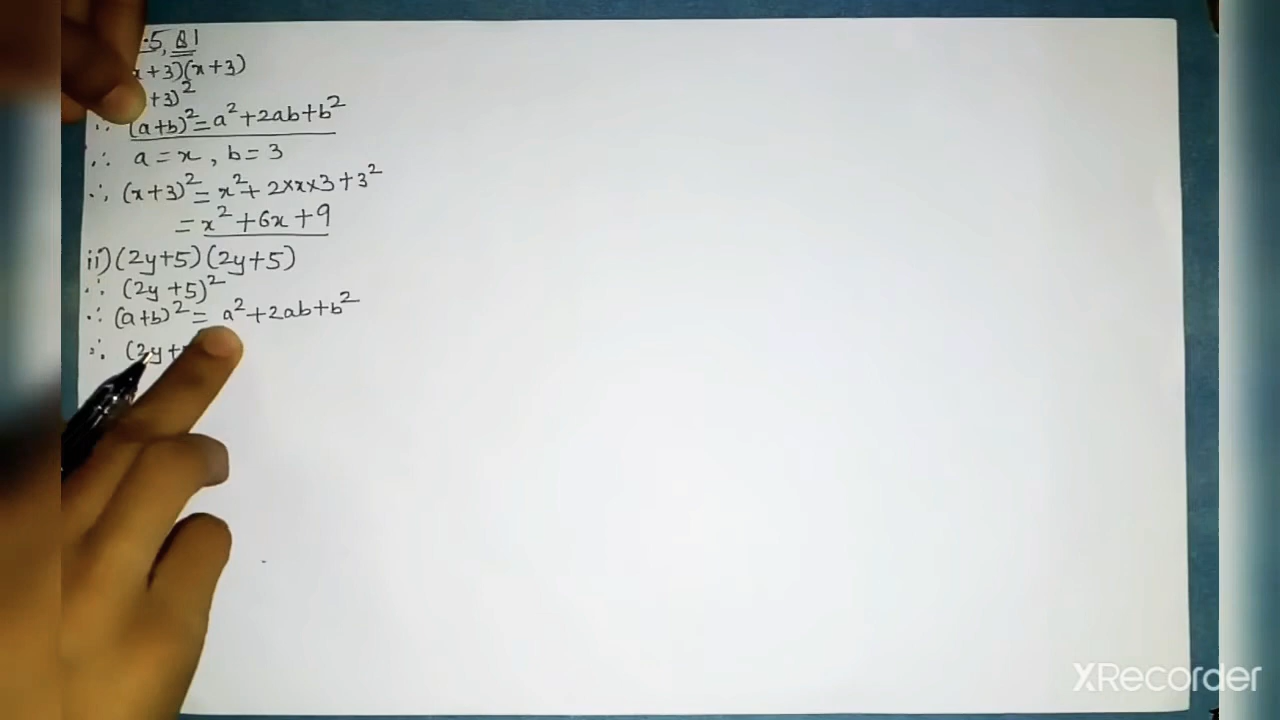 -5, Q1
x+3)(x+3)
+3)²
∴ (a+b)² = a²+2ab+b²
∴ a = x , b = 3
∴ (x+3)² = x²+ 2×x×3+3²
= x²+6x+9
ii) (2y+5)(2y+5)
∴ (2y+5)²
∴ (a+b)² = a²+2ab+b²
∴ (2y+
XRecorder